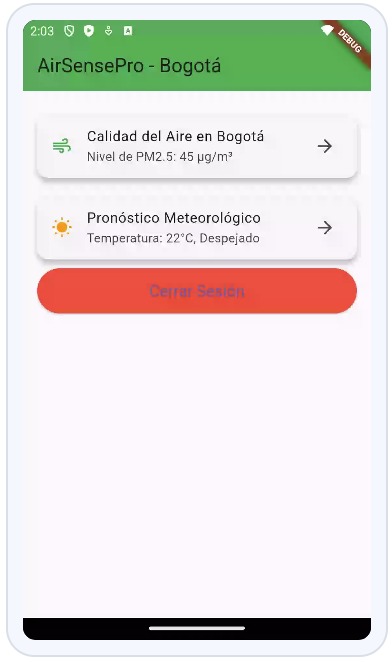 2:03
DEBUG
AirSensePro - Bogotá
Calidad del Aire en Bogotá
Nivel de PM2.5: 45 µg/m³
Pronóstico Meteorológico
Temperatura: 22°C, Despejado
Cerrar Sesión